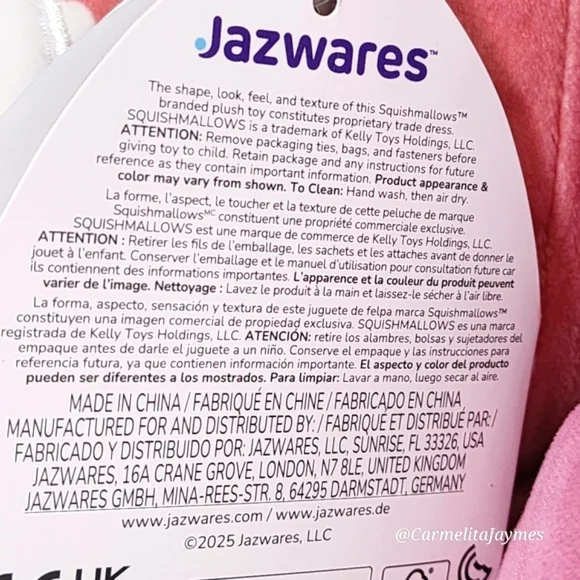 Jazwares™
The shape, look, feel, and texture of this Squishmallows™
branded plush toy constitutes proprietary trade dress.
SQUISHMALLOWS is a trademark of Kelly Toys Holdings, LLC.
ATTENTION: Remove packaging ties, bags, and fasteners before
giving toy to child. Retain package and any instructions for future
reference as they contain important information. Product appearance &
color may vary from shown. To Clean: Hand wash, then air dry.
La forme, l'aspect, le toucher et la texture de cette peluche de marque
Squishmallows MC constituent une propriété commerciale exclusive.
SQUISHMALLOWS est une marque de commerce de Kelly Toys Holdings, LLC.
ATTENTION : Retirer les fils de l'emballage, les sachets et les attaches avant de donner le
jouet à l'enfant. Conserver l'emballage et le manuel d'utilisation pour consultation future car
ils contiennent des informations importantes. L'apparence et la couleur du produit peuvent
varier de l'image. Nettoyage : Lavez le produit à la main et laissez-le sécher à l'air libre.
La forma, aspecto, sensación y textura de este juguete de felpa marca Squishmallows™
constituyen una imagen comercial de propiedad exclusiva. SQUISHMALLOWS es una marca
registrada de Kelly Toys Holdings, LLC. ATENCIÓN: retire los alambres, bolsas y sujetadores del
empaque antes de darle el juguete a un niño. Conserve el empaque y las instrucciones para
referencia futura, ya que contienen información importante. El aspecto y color del producto
pueden ser diferentes a los mostrados. Para limpiar: Lavar a mano, luego secar al aire.
MADE IN CHINA / FABRIQUÉ EN CHINE / FABRICADO EN CHINA
MANUFACTURED FOR AND DISTRIBUTED BY: / FABRIQUÉ ET DISTRIBUÉ PAR: /
FABRICADO Y DISTRIBUIDO POR: JAZWARES, LLC, SUNRISE, FL 33326, USA
JAZWARES, 16A CRANE GROVE, LONDON, N7 8LE, UNITED KINGDOM
JAZWARES GMBH, MINA-REES-STR. 8, 64295 DARMSTADT, GERMANY
www.jazwares.com / www.jazwares.de
@CarmelitaJaymes
©2025 Jazwares, LLC
UK